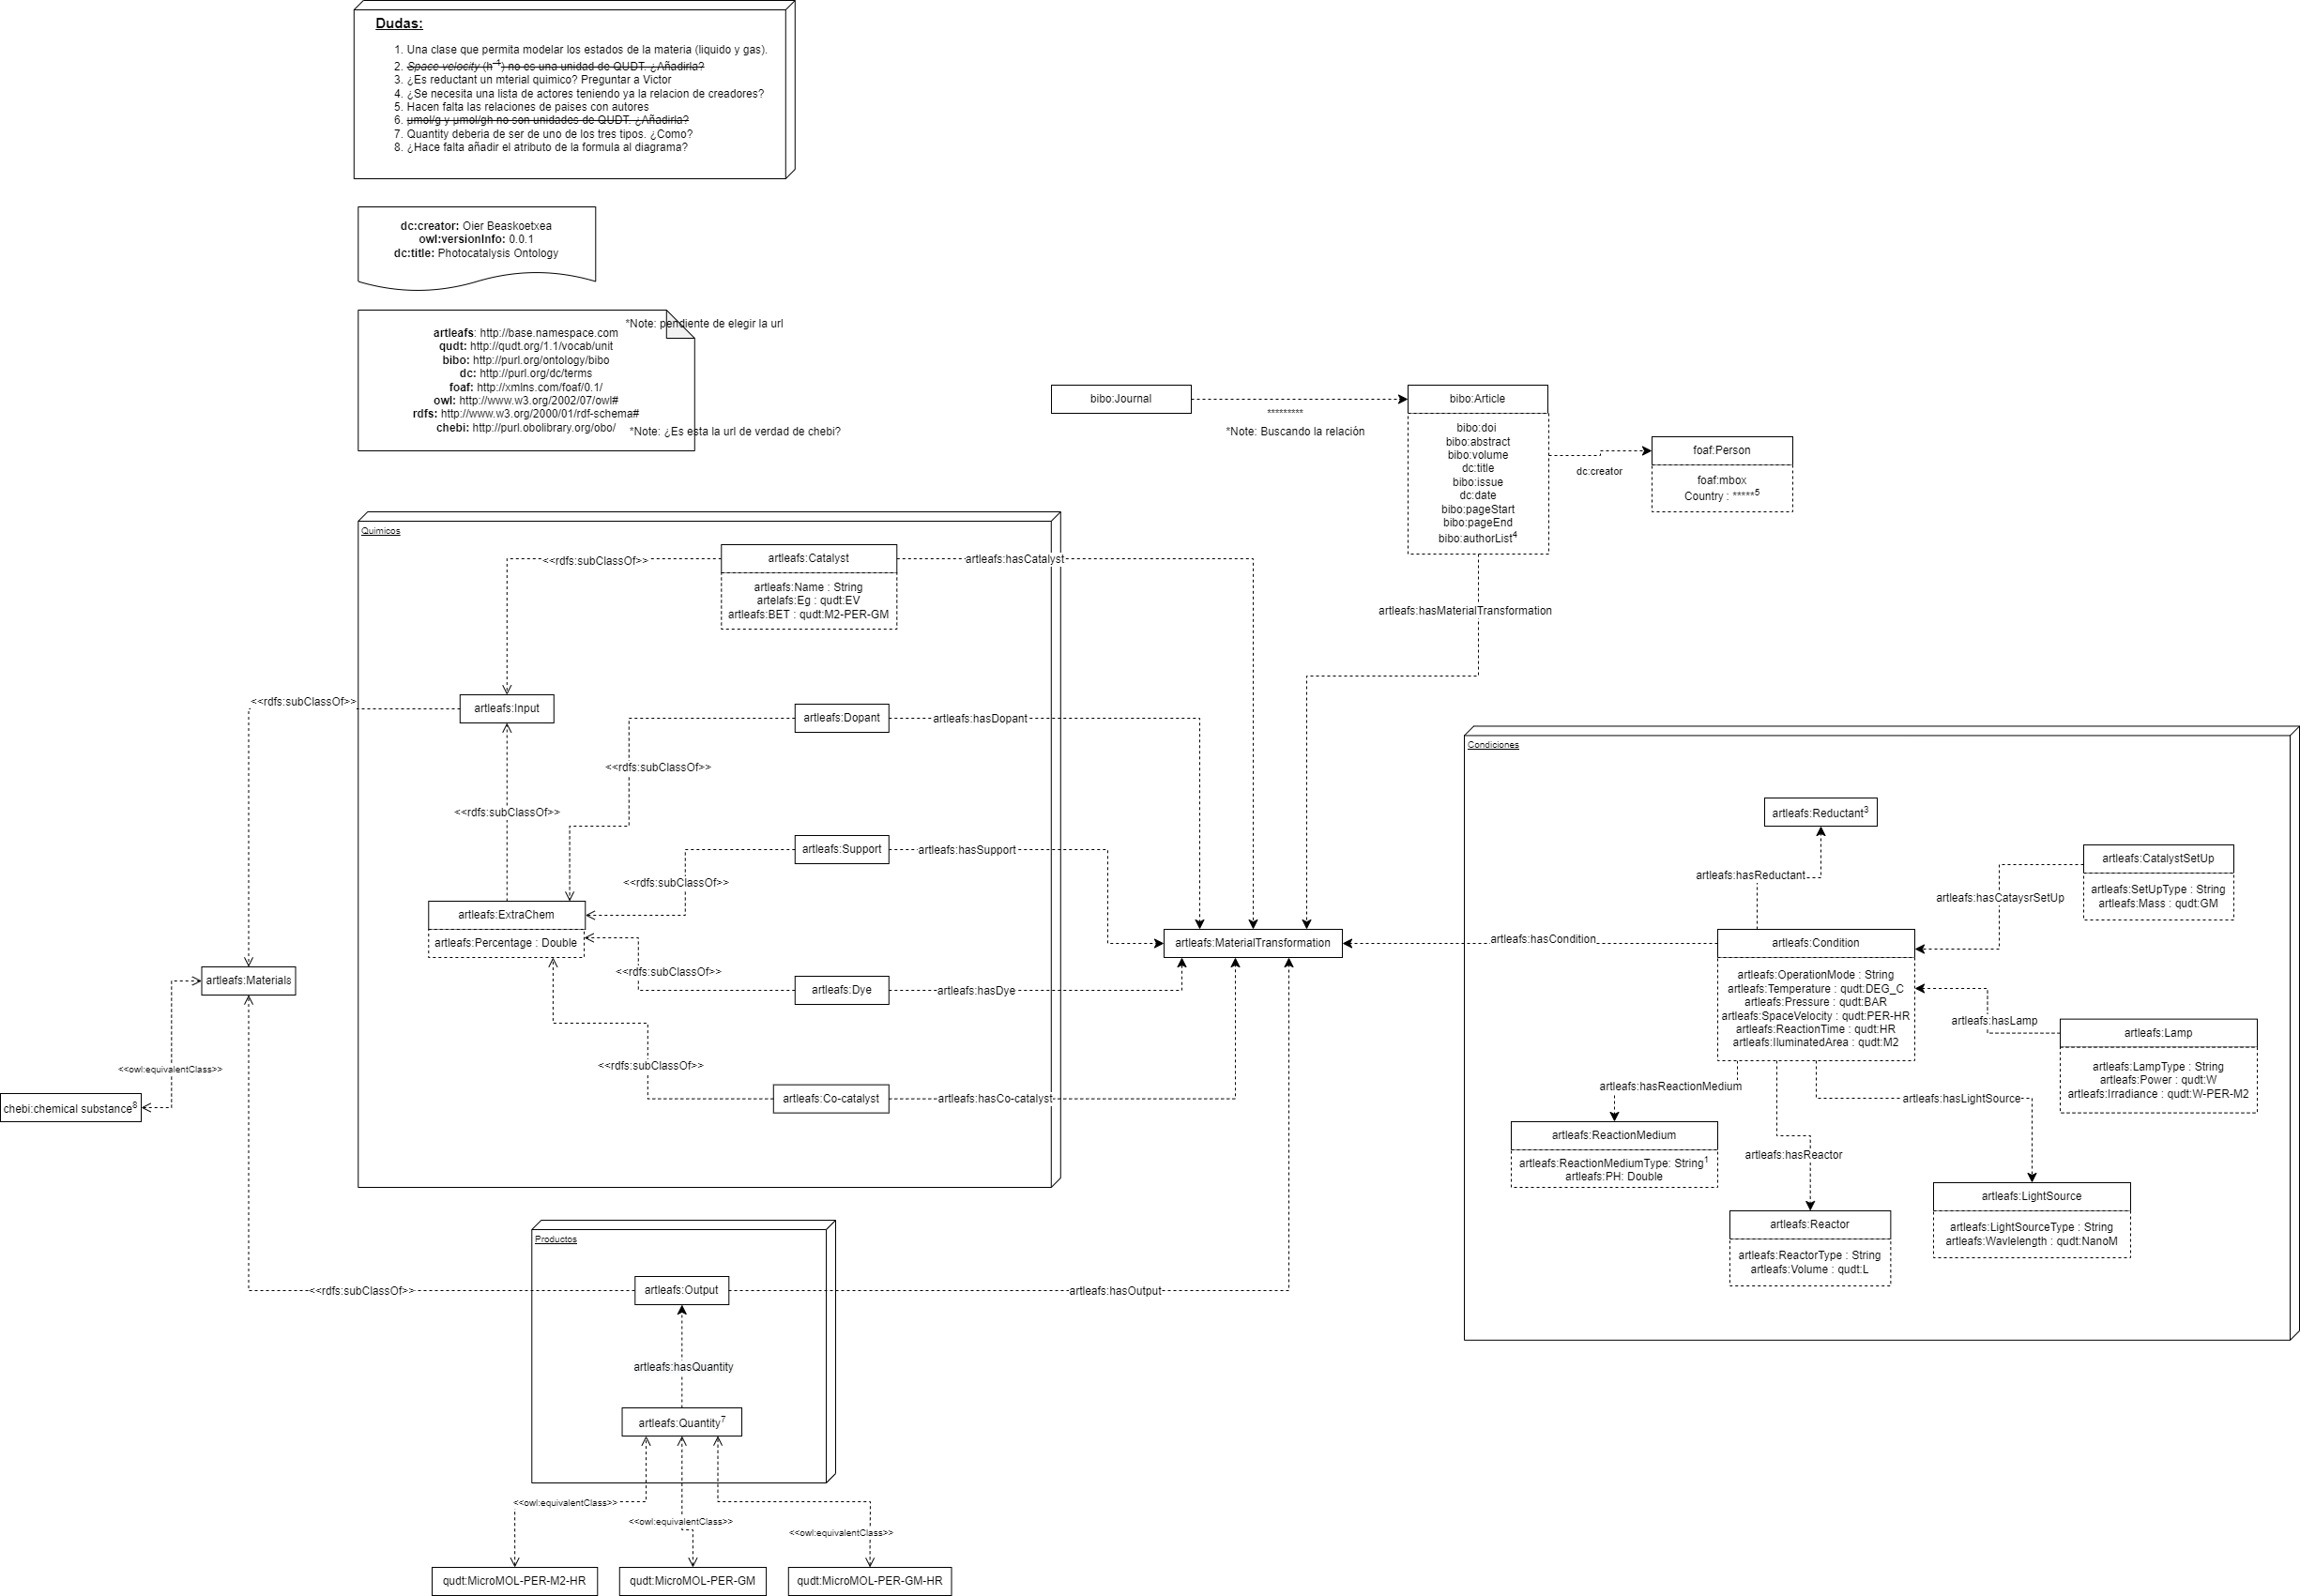 Dudas:
1. Una clase que permita modelar los estados de la materia (liquido y gas).
2. Space velocity (h⁻¹) no es una unidad de QUDT. ¿Añadirla?
3. ¿Es reductant un mterial quimico? Preguntar a Victor
4. ¿Se necesita una lista de actores teniendo ya la relacion de creadores?
5. Hacen falta las relaciones de paises con autores
6. µmol/g y µmol/gh no son unidades de QUDT. ¿Añadirla?
7. Quantity deberia de ser de uno de los tres tipos. ¿Como?
8. ¿Hace falta añadir el atributo de la formula al diagrama?
dc:creator: Oier Beaskoetxea
owl:versionInfo: 0.0.1
dc:title: Photocatalysis Ontology
*Note: pendiente de elegir la url
artleafs: http://base.namespace.com
qudt: http://qudt.org/1.1/vocab/unit
bibo: http://purl.org/ontology/bibo
dc: http://purl.org/dc/terms
foaf: http://xmlns.com/foaf/0.1/
owl: http://www.w3.org/2002/07/owl#
rdfs: http://www.w3.org/2000/01/rdf-schema#
chebi: http://purl.obolibrary.org/obo/
*Note: ¿Es esta la url de verdad de chebi?
bibo:Journal
*********
*Note: Buscando la relación
bibo:Article
bibo:doi
bibo:abstract
bibo:volume
dc:title
bibo:issue
dc:date
bibo:pageStart
bibo:pageEnd
bibo:authorList⁴
dc:creator
foaf:Person
foaf:mbox
Country : *****⁵
artleafs:hasMaterialTransformation
Quimicos
<<rdfs:subClassOf>>
artleafs:Catalyst
artleafs:Name : String
artelafs:Eg : qudt:EV
artleafs:BET : qudt:M2-PER-GM
artleafs:hasCatalyst
<<rdfs:subClassOf>>
artleafs:Input
artleafs:Dopant
artleafs:hasDopant
<<rdfs:subClassOf>>
<<rdfs:subClassOf>>
artleafs:Support
artleafs:hasSupport
<<rdfs:subClassOf>>
artleafs:ExtraChem
artleafs:Percentage : Double
<<rdfs:subClassOf>>
artleafs:Dye
artleafs:hasDye
<<rdfs:subClassOf>>
artleafs:Co-catalyst
artleafs:hasCo-catalyst
artleafs:Materials
<<owl:equivalentClass>>
chebi:chemical substance⁸
artleafs:MaterialTransformation
artleafs:hasCondition
Condiciones
artleafs:Reductant³
artleafs:hasReductant
artleafs:CatalystSetUp
artleafs:SetUpType : String
artleafs:Mass : qudt:GM
artleafs:hasCataysrSetUp
artleafs:Condition
artleafs:OperationMode : String
artleafs:Temperature : qudt:DEG_C
artleafs:Pressure : qudt:BAR
artleafs:SpaceVelocity : qudt:PER-HR
artleafs:ReactionTime : qudt:HR
artleafs:IluminatedArea : qudt:M2
artleafs:hasLamp
artleafs:Lamp
artleafs:LampType : String
artleafs:Power : qudt:W
artleafs:Irradiance : qudt:W-PER-M2
artleafs:hasReactionMedium
artleafs:hasLightSource
artleafs:ReactionMedium
artleafs:ReactionMediumType: String¹
artleafs:PH: Double
artleafs:hasReactor
artleafs:LightSource
artleafs:LightSourceType : String
artleafs:Wavlelength : qudt:NanoM
artleafs:Reactor
artleafs:ReactorType : String
artleafs:Volume : qudt:L
Productos
<<rdfs:subClassOf>>
artleafs:Output
artleafs:hasOutput
artleafs:hasQuantity
artleafs:Quantity⁷
<<owl:equivalentClass>>
<<owl:equivalentClass>>
<<owl:equivalentClass>>
qudt:MicroMOL-PER-M2-HR
qudt:MicroMOL-PER-GM
qudt:MicroMOL-PER-GM-HR